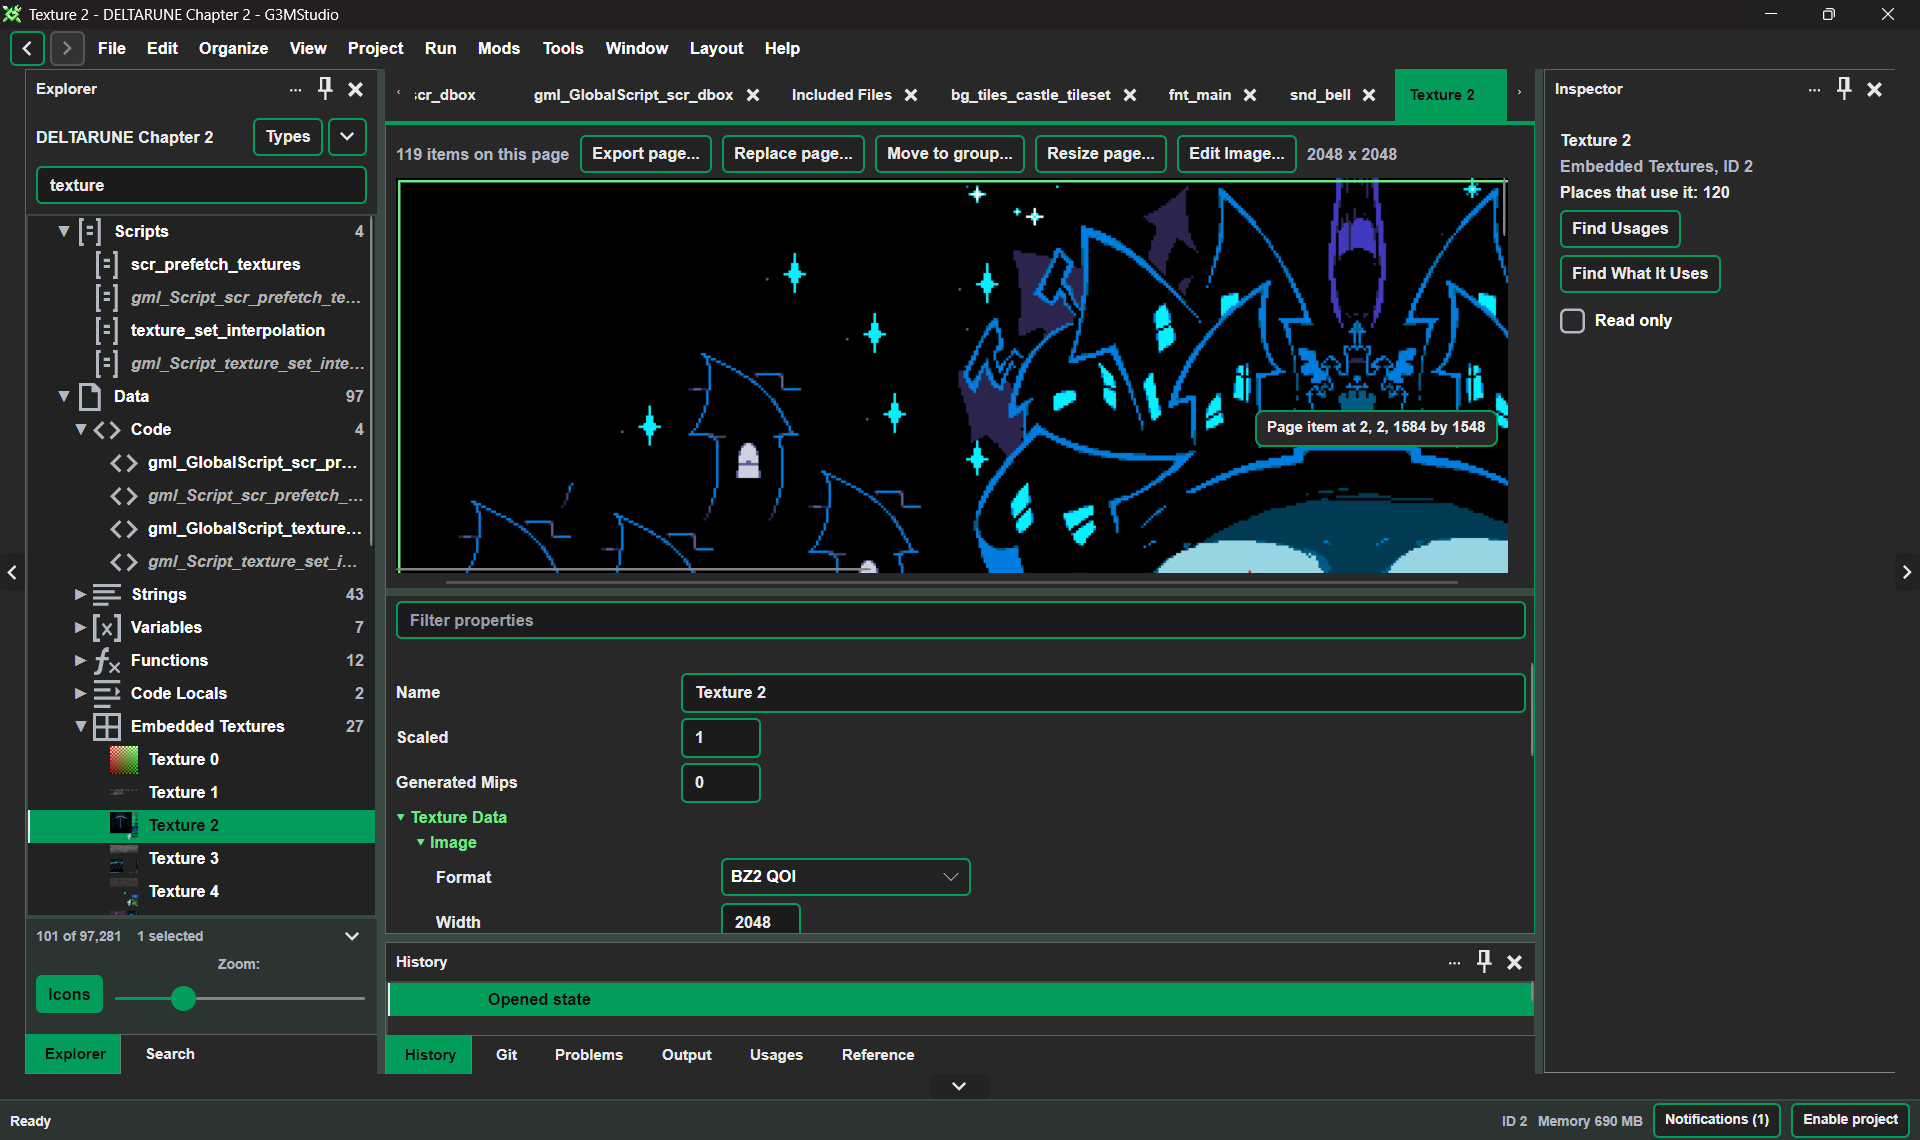 Texture 2 - DELTARUNE Chapter 2 - G3MStudio
File Edit Organize View Project Run Mods Tools Window Layout Help
Explorer
DELTARUNE Chapter 2 Types
texture
Scripts 4
scr_prefetch_textures
gml_Script_scr_prefetch_te...
texture_set_interpolation
gml_Script_texture_set_inte...
Data 97
Code 4
gml_GlobalScript_scr_pr...
gml_Script_scr_prefetch_...
gml_GlobalScript_texture...
gml_Script_texture_set_i...
Strings 43
Variables 7
Functions 12
Code Locals 2
Embedded Textures 27
Texture 0
Texture 1
Texture 2
Texture 3
Texture 4
101 of 97,281 1 selected
Zoom:
Icons
Explorer Search
scr_dbox gml_GlobalScript_scr_dbox Included Files bg_tiles_castle_tileset fnt_main snd_bell Texture 2
119 items on this page Export page... Replace page... Move to group... Resize page... Edit Image... 2048 x 2048
Page item at 2, 2, 1584 by 1548
Filter properties
Name Texture 2
Scaled 1
Generated Mips 0
Texture Data
Image
Format BZ2 QOI
Width 2048
History
Opened state
History Git Problems Output Usages Reference
Inspector
Texture 2
Embedded Textures, ID 2
Places that use it: 120
Find Usages
Find What It Uses
Read only
Ready ID 2 Memory 690 MB Notifications (1) Enable project